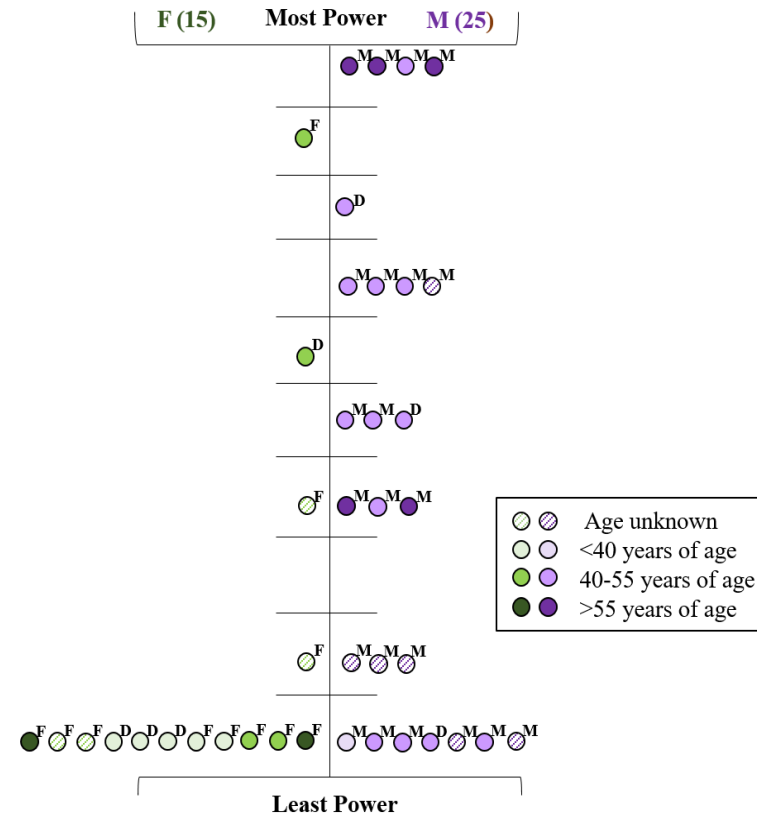 F (15) Most Power M (25)
M M M M
F
D
M M M M
D
M M D
F M M M
F M M M
F F F D D D F F F F F M M M D M M M
Age unknown
<40 years of age
40-55 years of age
>55 years of age
Least Power